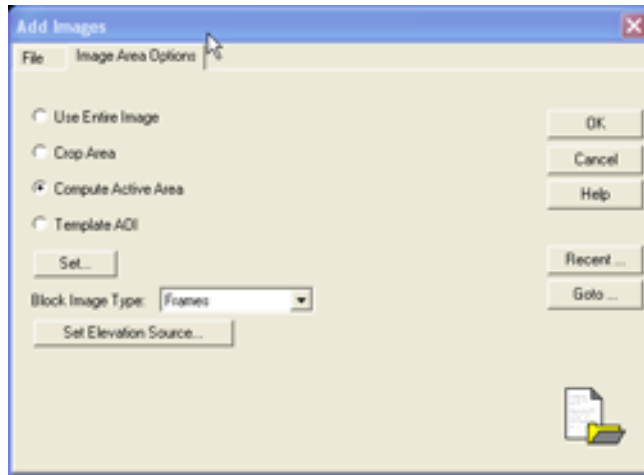 Add Images
File Image Area Options
Use Entire Image
Crop Area
Compute Active Area
Template AOI
Set...
Block Image Type: Frames
Set Elevation Source...
OK
Cancel
Help
Recent ...
Goto ...